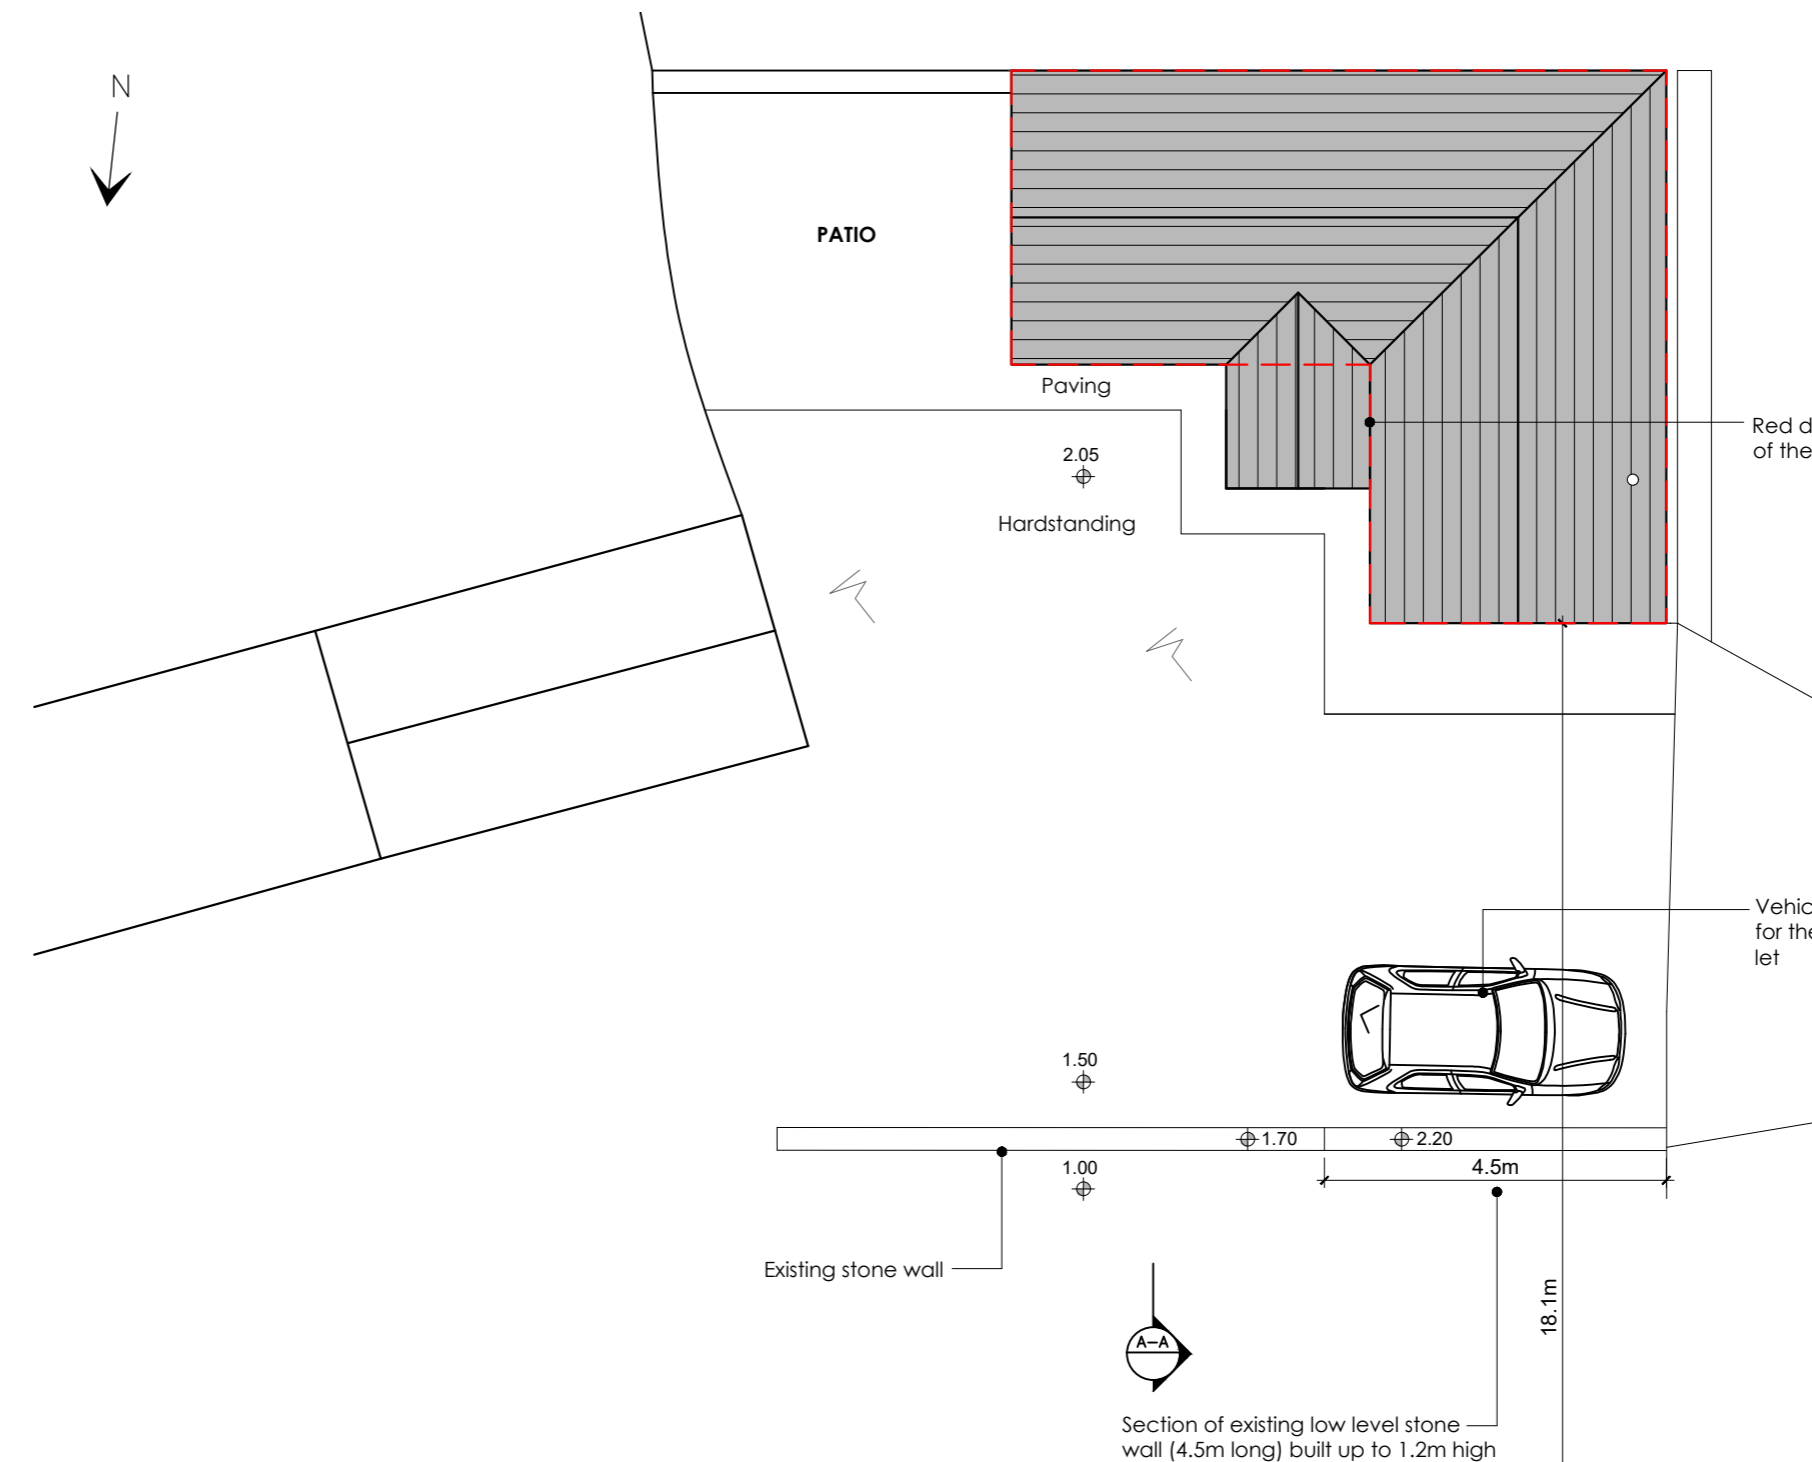 N
PATIO
Paving
2.05
Hardstanding
Red d
of the
Vehic
for the
let
1.50
1.70
2.20
1.00
4.5m
Existing stone wall
18.1m
A-A
Section of existing low level stone
wall (4.5m long) built up to 1.2m high